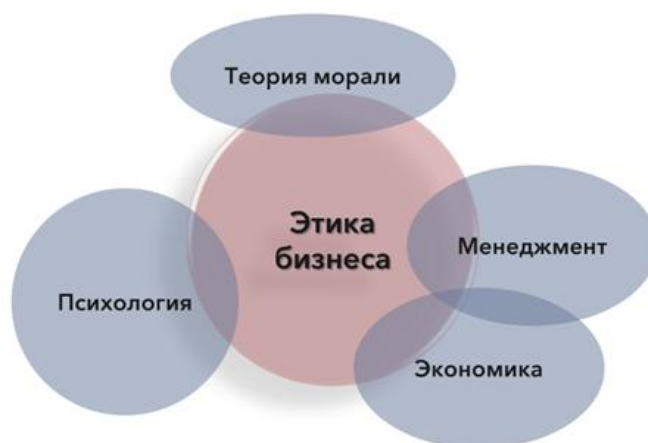 Теория морали
Этика
бизнеса
Менеджмент
Психология
Экономика